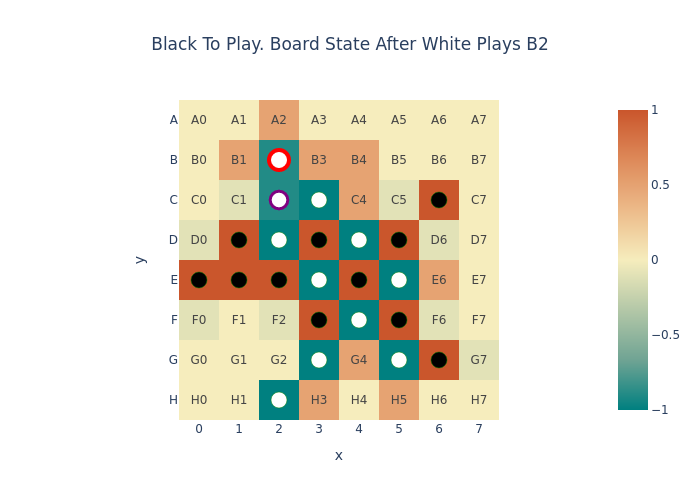 Black To Play. Board State After White Plays B2
A A0 A1 A2 A3 A4 A5 A6 A7
B B0 B1 B3 B4 B5 B6 B7
C C0 C1 C4 C5 C7
D D0 D6 D7
E E6 E7
F F0 F1 F2 F6 F7
G G0 G1 G2 G4 G7
H H0 H1 H3 H4 H5 H6 H7
0 1 2 3 4 5 6 7
x
y
1
0.5
0
−0.5
−1